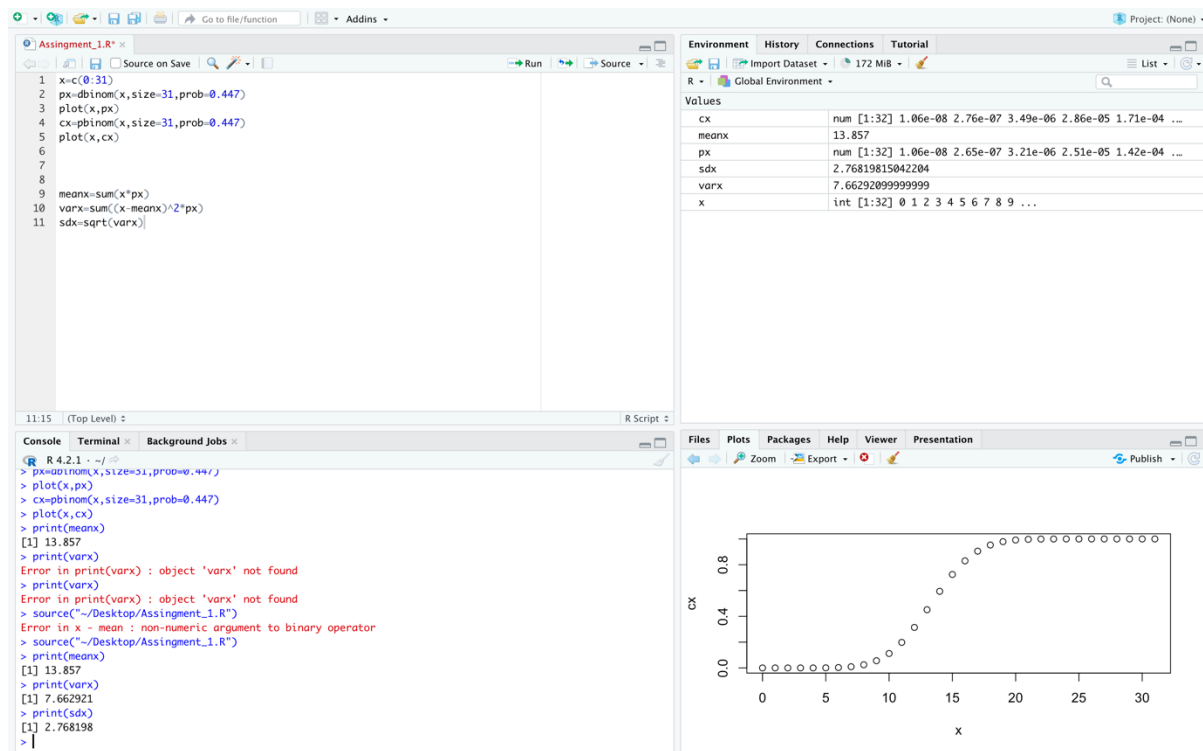 Go to file/function
Addins
Project: (None)
Assingment_1.R*
Source on Save
Run
Source
1 x=c(0:31)
2 px=dbinom(x,size=31,prob=0.447)
3 plot(x,px)
4 cx=pbinom(x,size=31,prob=0.447)
5 plot(x,cx)
6
7
8
9 meanx=sum(x*px)
10 varx=sum((x-meanx)^2*px)
11 sdx=sqrt(varx)
11:15 (Top Level) R Script
Console Terminal Background Jobs
R 4.2.1 · ~/
> px=dbinom(x,size=31,prob=0.447)
> plot(x,px)
> cx=pbinom(x,size=31,prob=0.447)
> plot(x,cx)
> print(meanx)
[1] 13.857
> print(varx)
Error in print(varx) : object 'varx' not found
> print(varx)
Error in print(varx) : object 'varx' not found
> source("~/Desktop/Assingment_1.R")
Error in x - mean : non-numeric argument to binary operator
> source("~/Desktop/Assingment_1.R")
> print(meanx)
[1] 13.857
> print(varx)
[1] 7.662921
> print(sdx)
[1] 2.768198
>
Environment History Connections Tutorial
Import Dataset 172 MiB List
R Global Environment
Values
cx num [1:32] 1.06e-08 2.76e-07 3.49e-06 2.86e-05 1.71e-04 ...
meanx 13.857
px num [1:32] 1.06e-08 2.65e-07 3.21e-06 2.51e-05 1.42e-04 ...
sdx 2.76819815042204
varx 7.66292099999999
x int [1:32] 0 1 2 3 4 5 6 7 8 9 ...
Files Plots Packages Help Viewer Presentation
Zoom Export Publish
cx
0.8
0.4
0.0
0 5 10 15 20 25 30
x